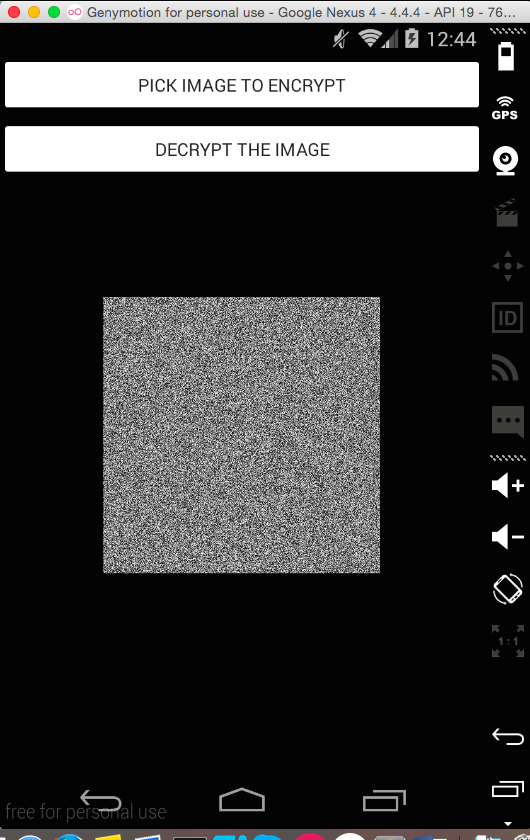 Genymotion for personal use - Google Nexus 4 - 4.4.4 - API 19 - 76...
12:44
PICK IMAGE TO ENCRYPT
GPS
DECRYPT THE IMAGE
ID
1:1
free for personal use